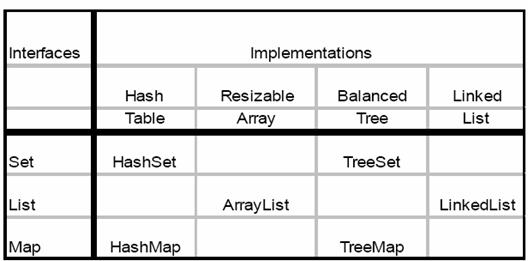 Interfaces Implementations
Hash Resizable Balanced Linked
Table Array Tree List
Set HashSet TreeSet
List ArrayList LinkedList
Map HashMap TreeMap